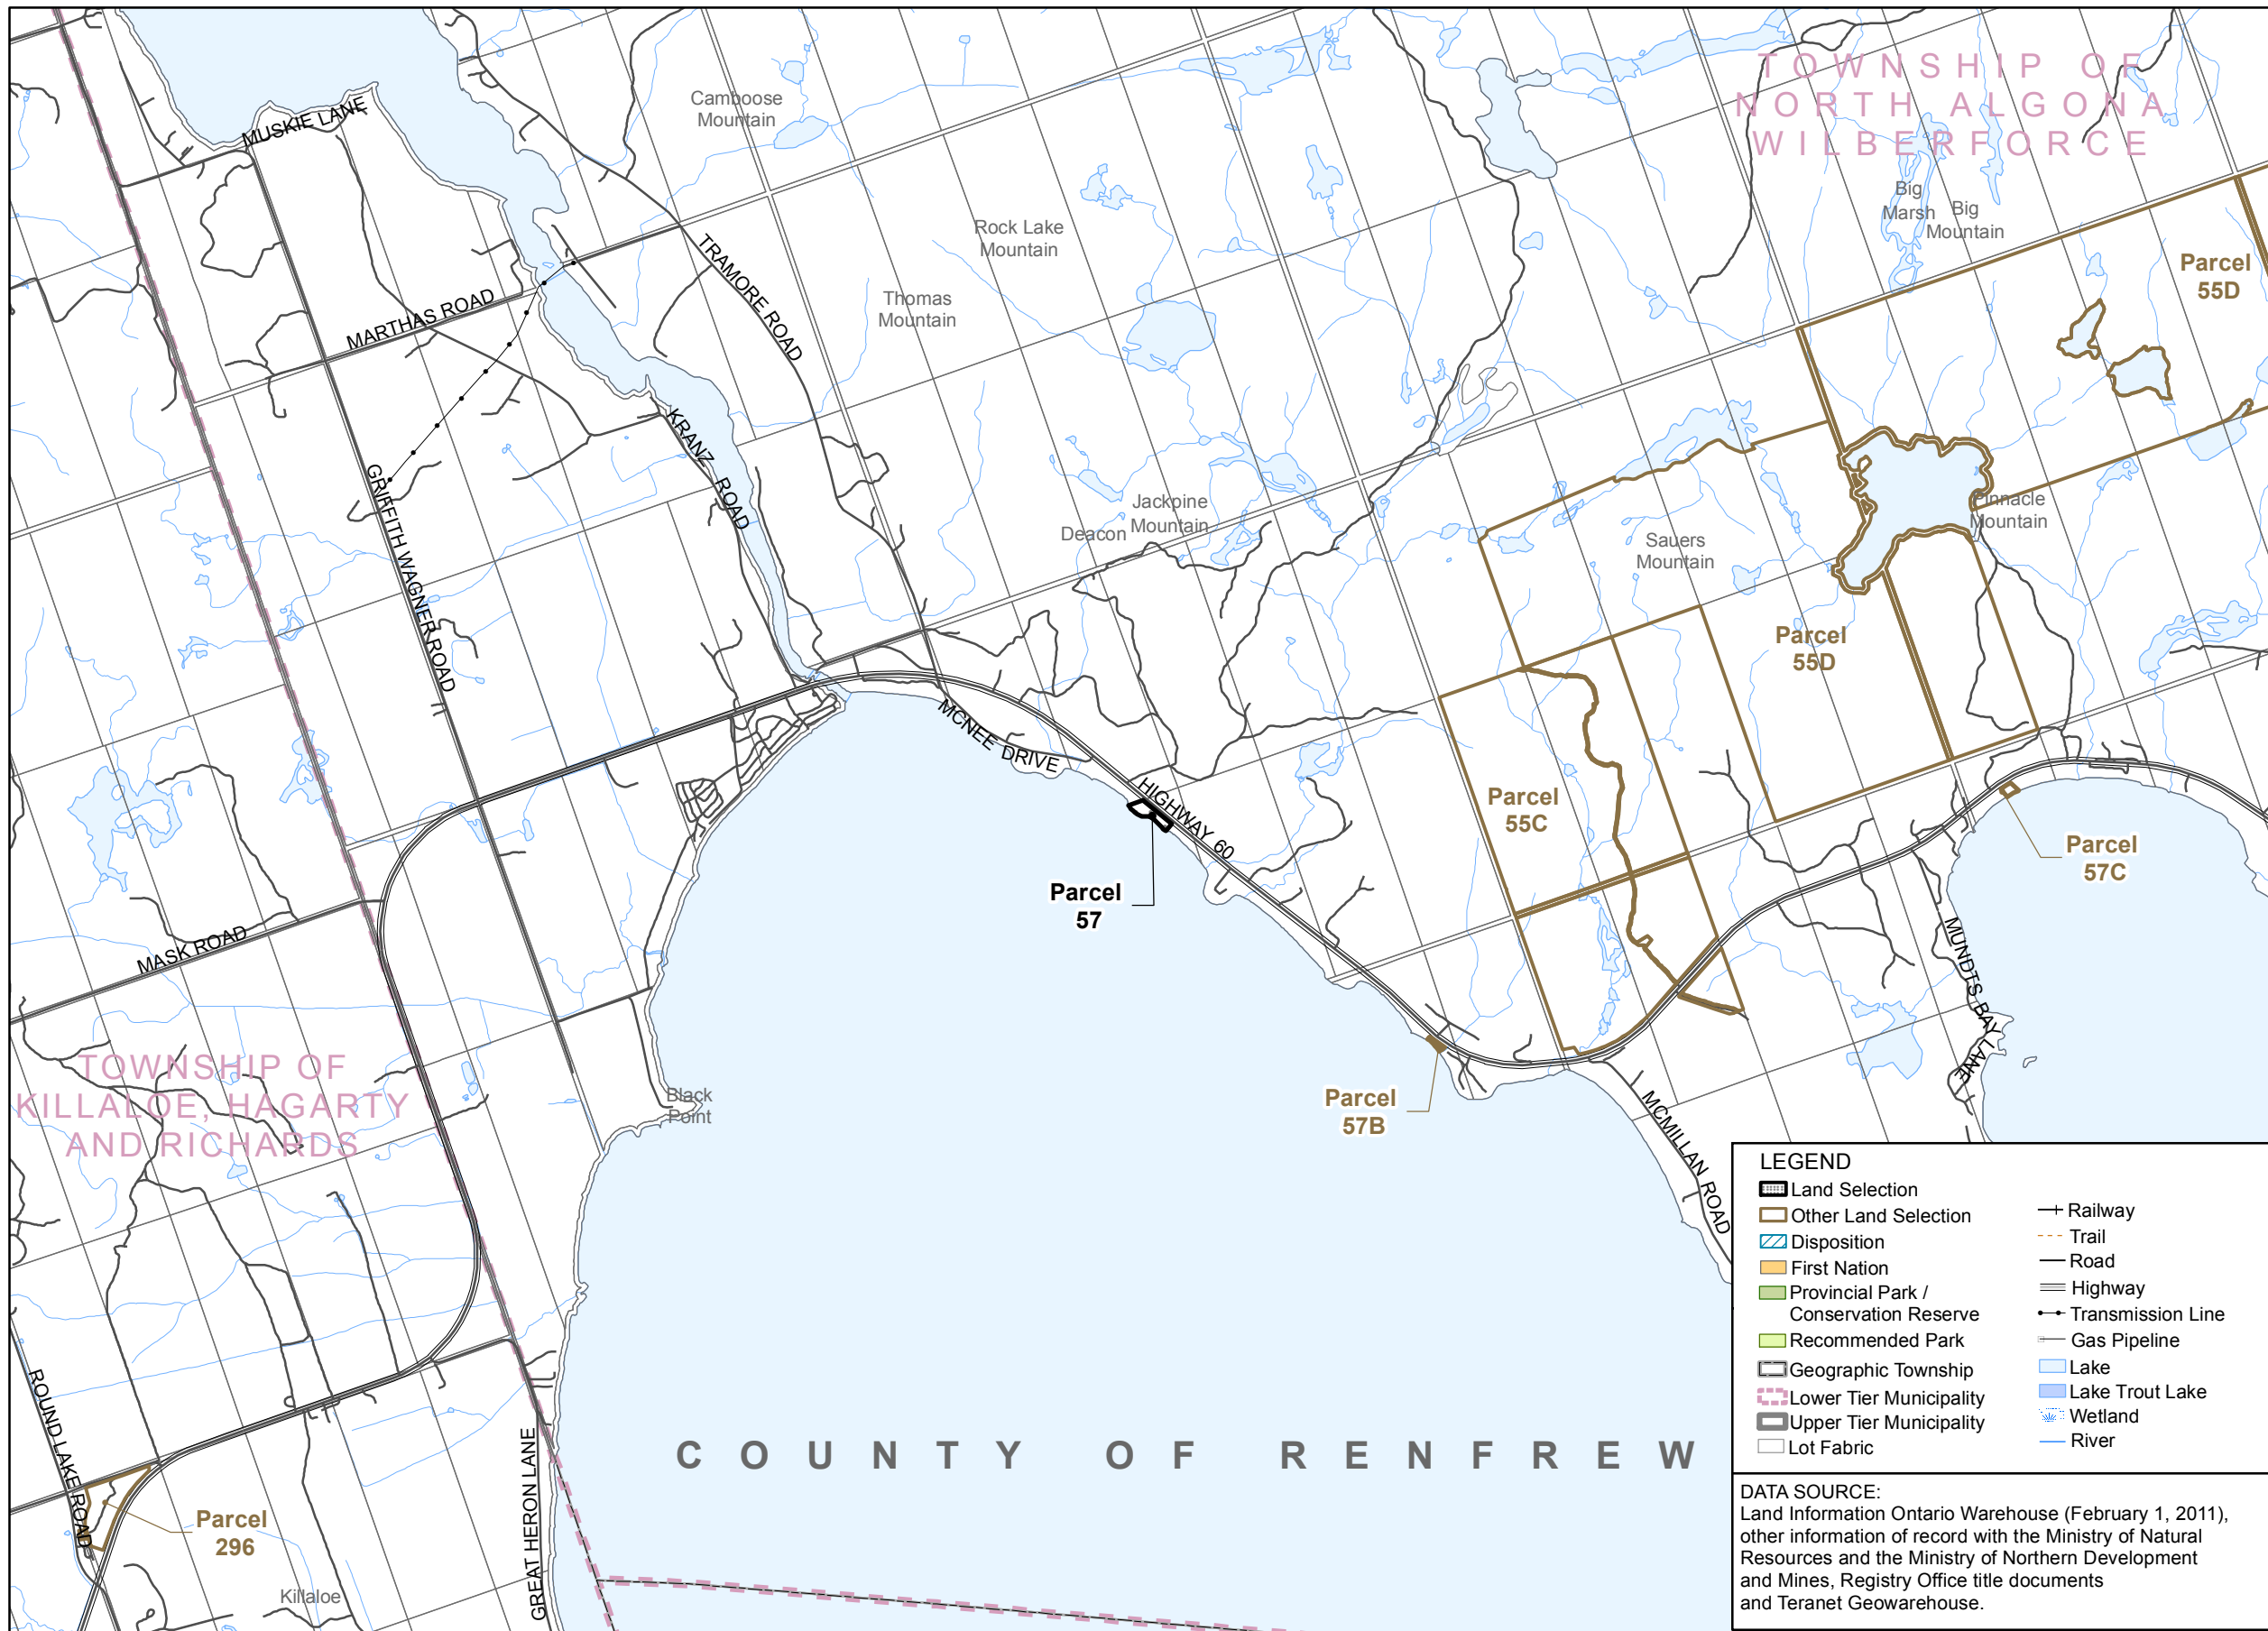 TOWNSHIP OF
NORTH ALGONA
WILBERFORCE
Camboose
Mountain
MUSKIE LANE
Big
Marsh
Big
Mountain
Rock Lake
Mountain
TRAMORE ROAD
Parcel
55D
Thomas
Mountain
MARTHAS ROAD
KRANZ ROAD
GRIFFITH WAGNER ROAD
Jackpine
Mountain
Deacon
Pinnacle
Mountain
Sauers
Mountain
Parcel
55D
MCNEE DRIVE
HIGHWAY 60
Parcel
55C
Parcel
57C
Parcel
57
MASK ROAD
MUNDTS BAY LANE
TOWNSHIP OF
KILLALOE, HAGARTY
AND RICHARDS
Black
Point
Parcel
57B
MCMILLAN ROAD
ROUND LAKE ROAD
GREAT HERON LANE
COUNTY OF RENFREW
Parcel
296
Killaloe
LEGEND
Land Selection
Other Land Selection
Disposition
First Nation
Provincial Park /
Conservation Reserve
Recommended Park
Geographic Township
Lower Tier Municipality
Upper Tier Municipality
Lot Fabric
Railway
Trail
Road
Highway
Transmission Line
Gas Pipeline
Lake
Lake Trout Lake
Wetland
River
DATA SOURCE:
Land Information Ontario Warehouse (February 1, 2011),
other information of record with the Ministry of Natural
Resources and the Ministry of Northern Development
and Mines, Registry Office title documents
and Teranet Geowarehouse.